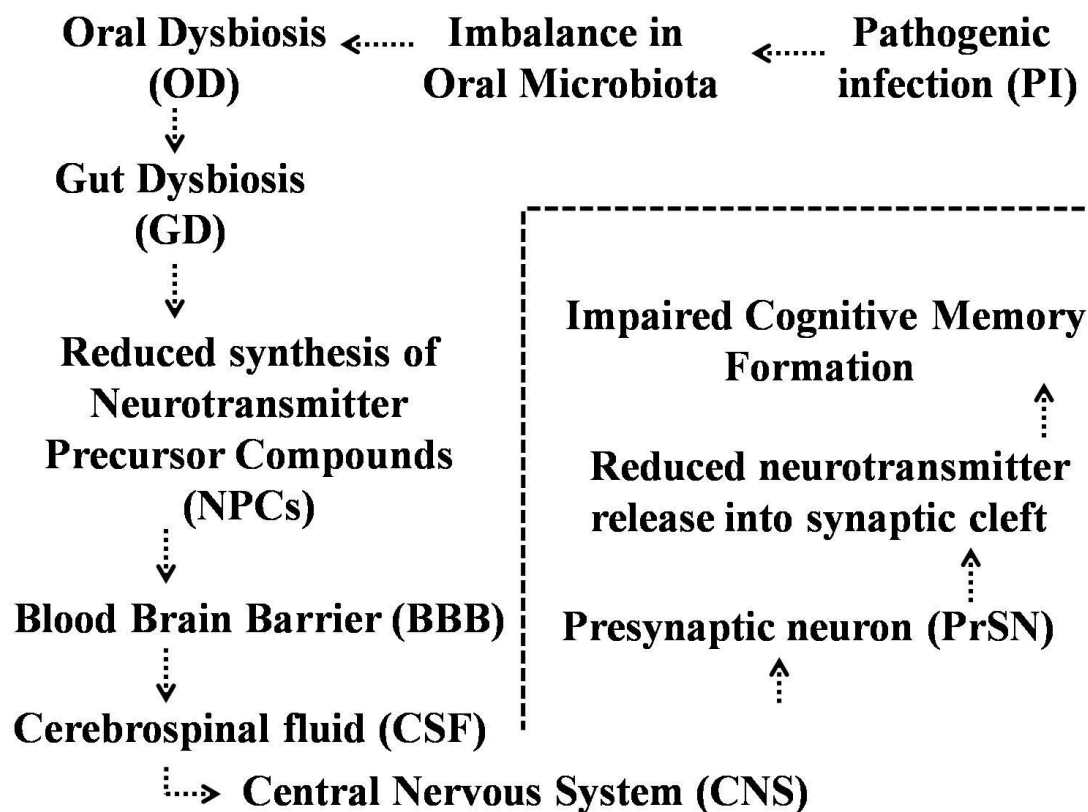 Pathogenic
infection (PI)
Imbalance in
Oral Microbiota
Oral Dysbiosis
(OD)
Gut Dysbiosis
(GD)
Reduced synthesis of
Neurotransmitter
Precursor Compounds
(NPCs)
Blood Brain Barrier (BBB)
Cerebrospinal fluid (CSF)
Central Nervous System (CNS)
Presynaptic neuron (PrSN)
Reduced neurotransmitter
release into synaptic cleft
Impaired Cognitive Memory
Formation